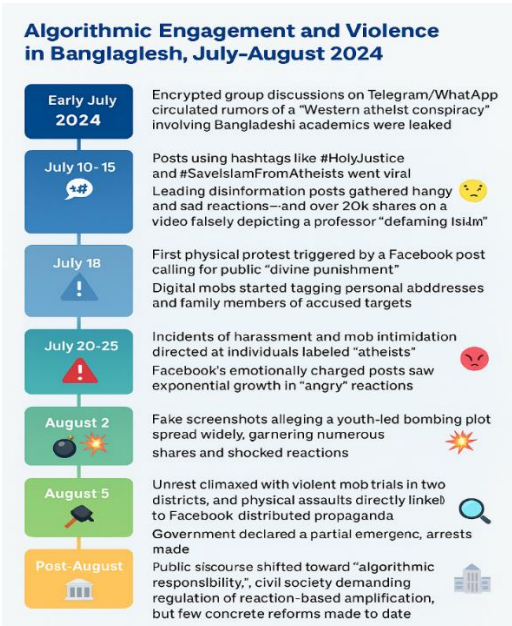 Algorithmic Engagement and Violence
in Banglaglesh, July–August 2024
Early July
2024
Encrypted group discussions on Telegram/WhatApp
circulated rumors of a “Western athelst conspiracy”
involving Bangladeshi academics were leaked
July 10-15
Posts using hashtags like #HolyJustice
and #SaveIslamFromAtheists went viral
Leading disinformation posts gathered hangy
and sad reactions—and over 20k shares on a
video falsely depicting a professor “defaming Islam”
July 18
First physical protest triggered by a Facebook post
calling for public “divine punishment”
Digital mobs started tagging personal abddresses
and family members of accused targets
July 20-25
Incidents of harassment and mob intimidation
directed at individuals labeled “atheists”
Facebook’s emotionally charged posts saw
exponential growth in “angry” reactions
August 2
Fake screenshots alleging a youth-led bombing plot
spread widely, garnering numerous
shares and shocked reactions
August 5
Unrest climaxed with violent mob trials in two
districts, and physical assaults directly linked
to Facebook distributed propaganda
Government declared a partial emergenc, arrests
made
Post-August
Public siscourse shifted toward “algorithmic
responslbility,”, civil society demanding
regulation of reaction-based amplification,
but few concrete reforms made to date